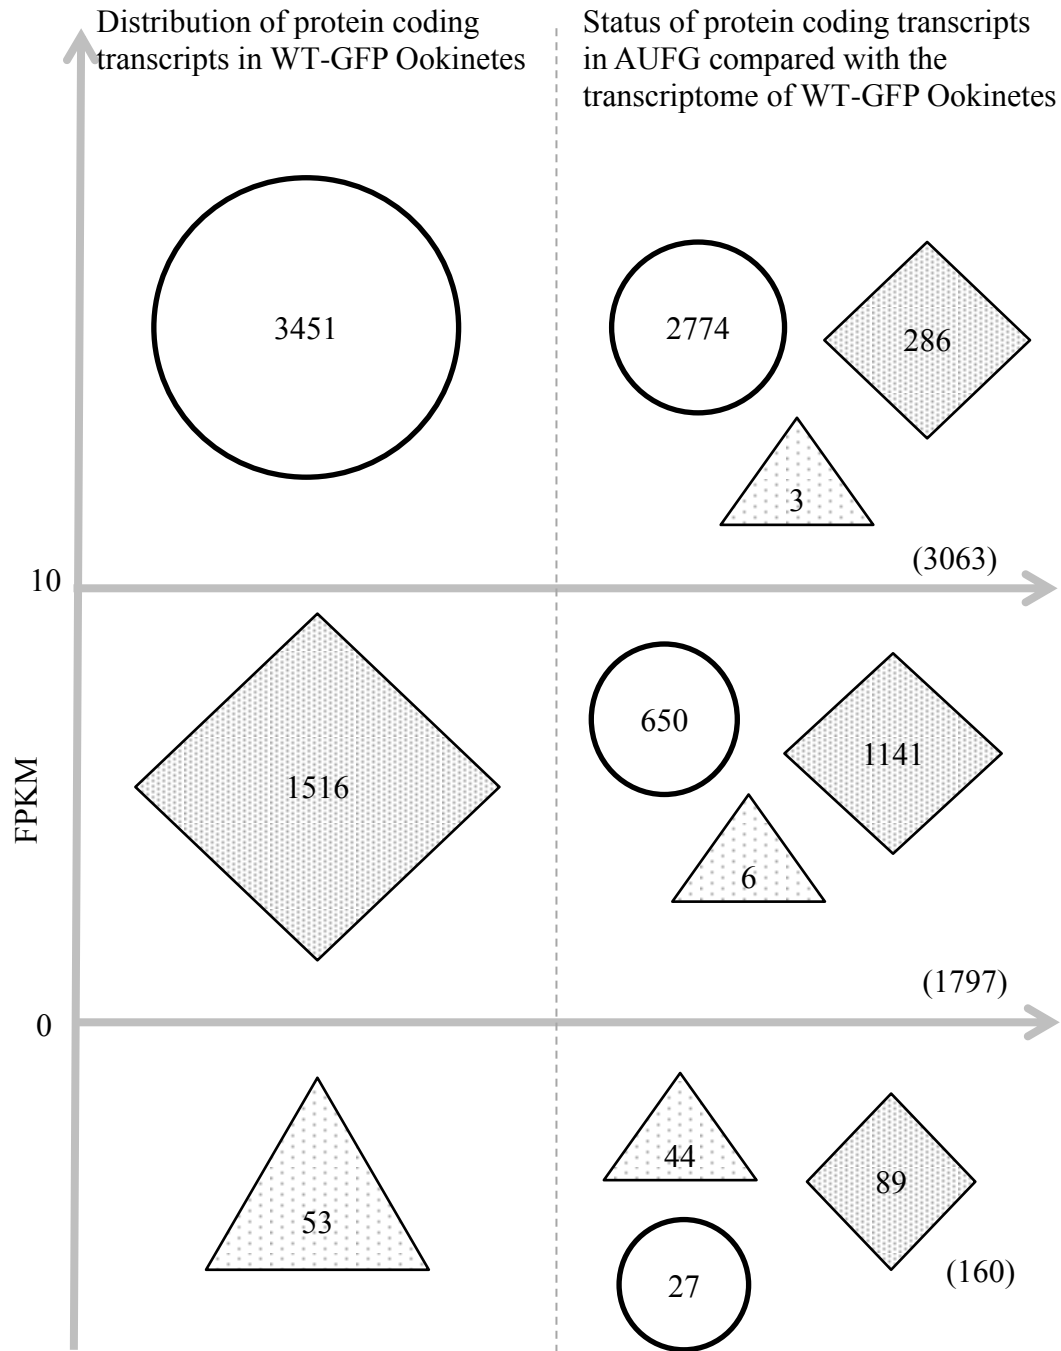 Distribution of protein coding
transcripts in WT-GFP Ookinetes
Status of protein coding transcripts
in AUFG compared with the
transcriptome of WT-GFP Ookinetes
3451
2774
286
3
(3063)
10
1516
650
1141
6
(1797)
FPKM
0
53
44
89
27
(160)